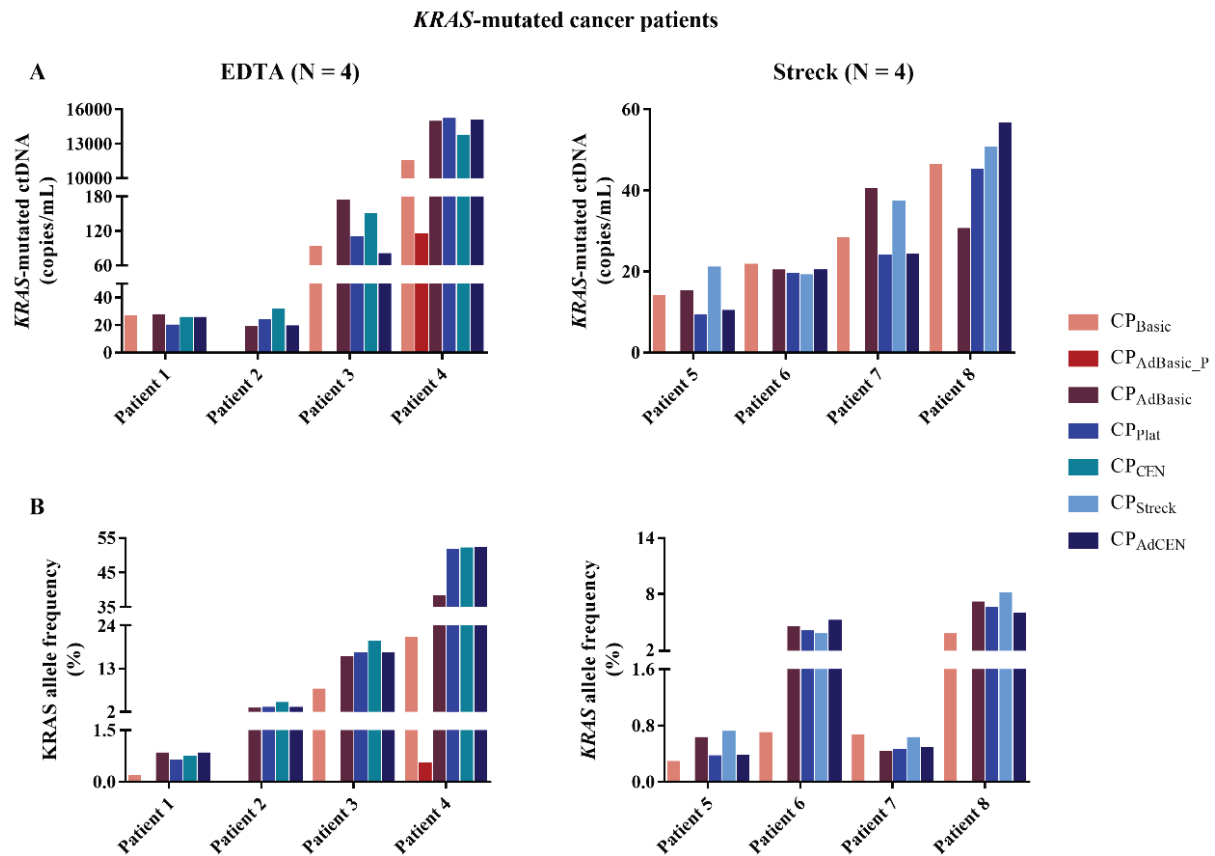 KRAS-mutated cancer patients
A
EDTA (N = 4)
Streck (N = 4)
KRAS-mutated ctDNA
(copies/mL)
16000
13000
10000
180
120
60
40
20
0
Patient 1
Patient 2
Patient 3
Patient 4
KRAS-mutated ctDNA
(copies/mL)
60
40
20
0
Patient 5
Patient 6
Patient 7
Patient 8
CPBasic
CPAdBasic_P
CPAdBasic
CPPlat
CPCEN
CPStreck
CPAdCEN
B
KRAS allele frequency
(%)
55
45
35
24
13
2
1.5
0.0
Patient 1
Patient 2
Patient 3
Patient 4
KRAS allele frequency
(%)
14
8
2
1.6
0.8
0.0
Patient 5
Patient 6
Patient 7
Patient 8